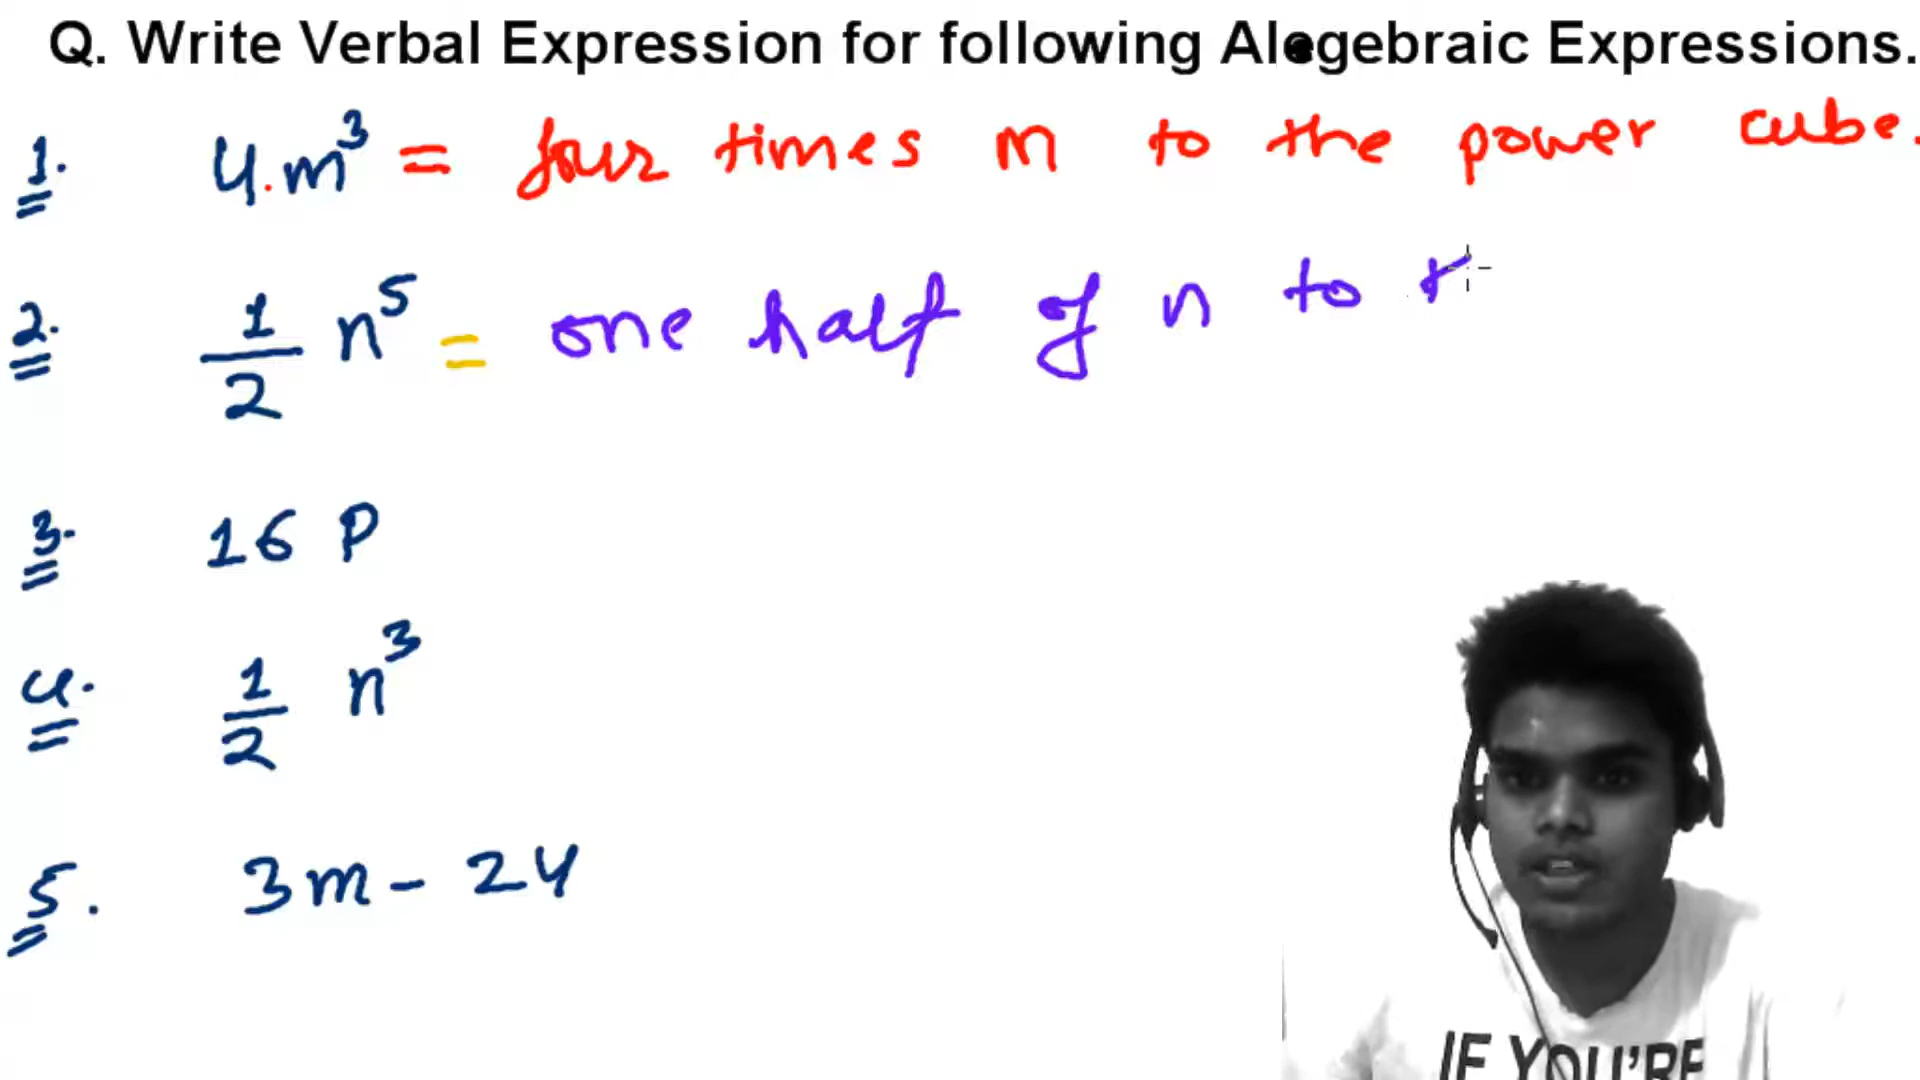 Q. Write Verbal Expression for following Alegebraic Expressions.
1. 4.m³ = four times m to the power cube.
2. 1/2 n⁵ = one half of n to t
3. 16 P
4. 1/2 n³
5. 3m - 24
IF YOU'RE